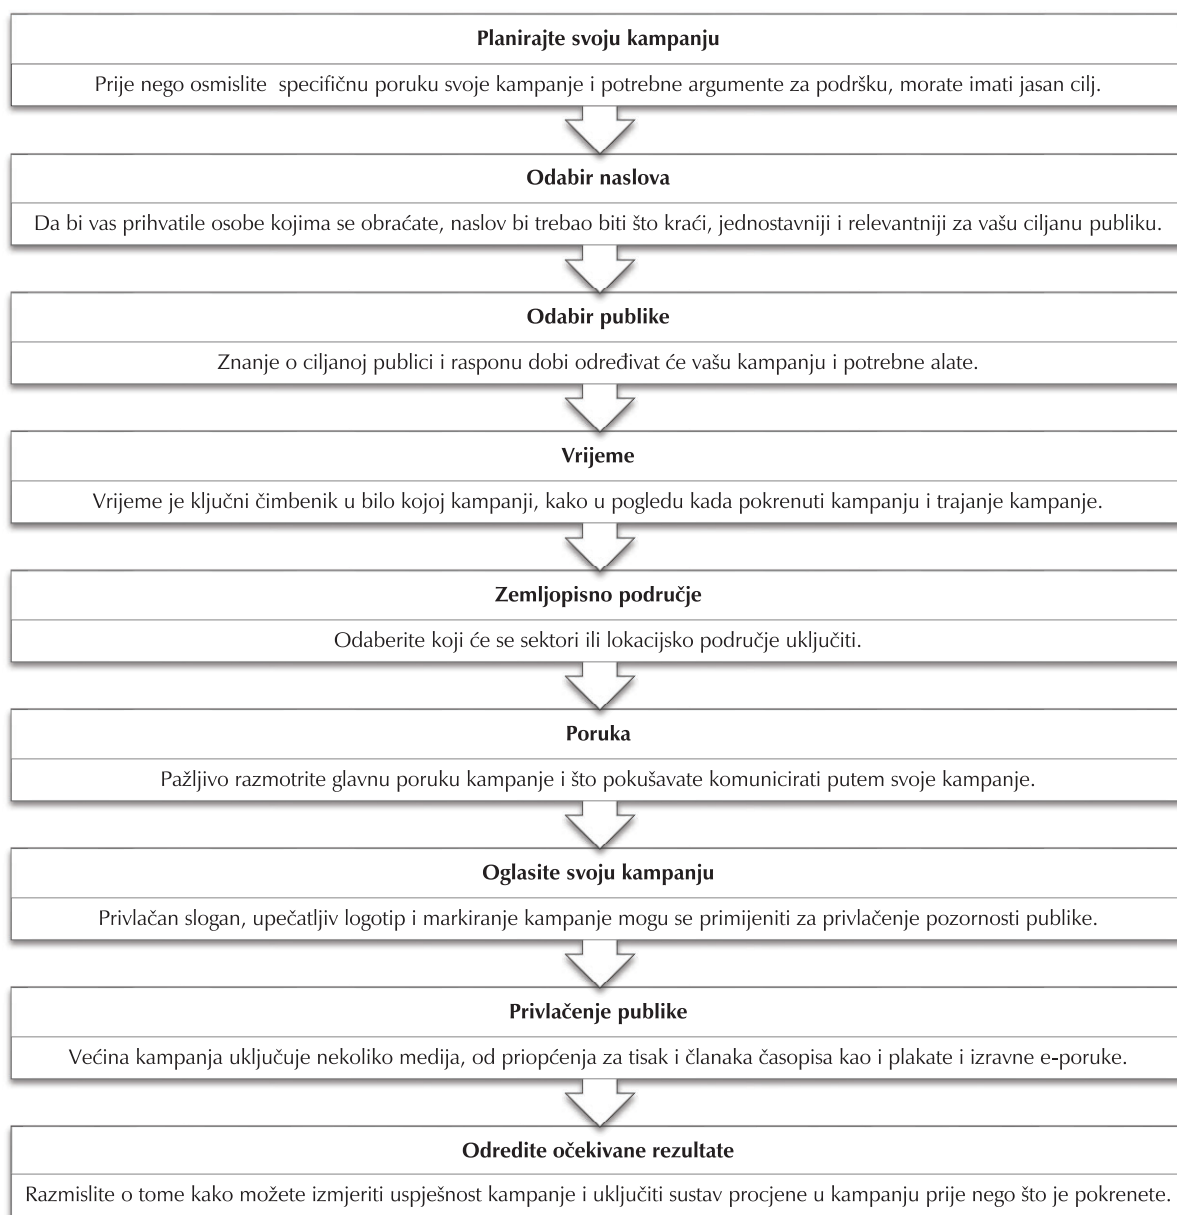 Planirajte svoju kampanju
Prije nego osmislite specifičnu poruku svoje kampanje i potrebne argumente za podršku, morate imati jasan cilj.
Odabir naslova
Da bi vas prihvatile osobe kojima se obraćate, naslov bi trebao biti što kraći, jednostavniji i relevantniji za vašu ciljanu publiku.
Odabir publike
Znanje o ciljanoj publici i rasponu dobi određivat će vašu kampanju i potrebne alate.
Vrijeme
Vrijeme je ključni čimbenik u bilo kojoj kampanji, kako u pogledu kada pokrenuti kampanju i trajanje kampanje.
Zemljopisno područje
Odaberite koji će se sektori ili lokacijsko područje uključiti.
Poruka
Pažljivo razmotrite glavnu poruku kampanje i što pokušavate komunicirati putem svoje kampanje.
Oglasite svoju kampanju
Privlačan slogan, upečatljiv logotip i markiranje kampanje mogu se primijeniti za privlačenje pozornosti publike.
Privlačenje publike
Većina kampanja uključuje nekoliko medija, od priopćenja za tisak i članaka časopisa kao i plakate i izravne e-poruke.
Odredite očekivane rezultate
Razmislite o tome kako možete izmjeriti uspješnost kampanje i uključiti sustav procjene u kampanju prije nego što je pokrenete.